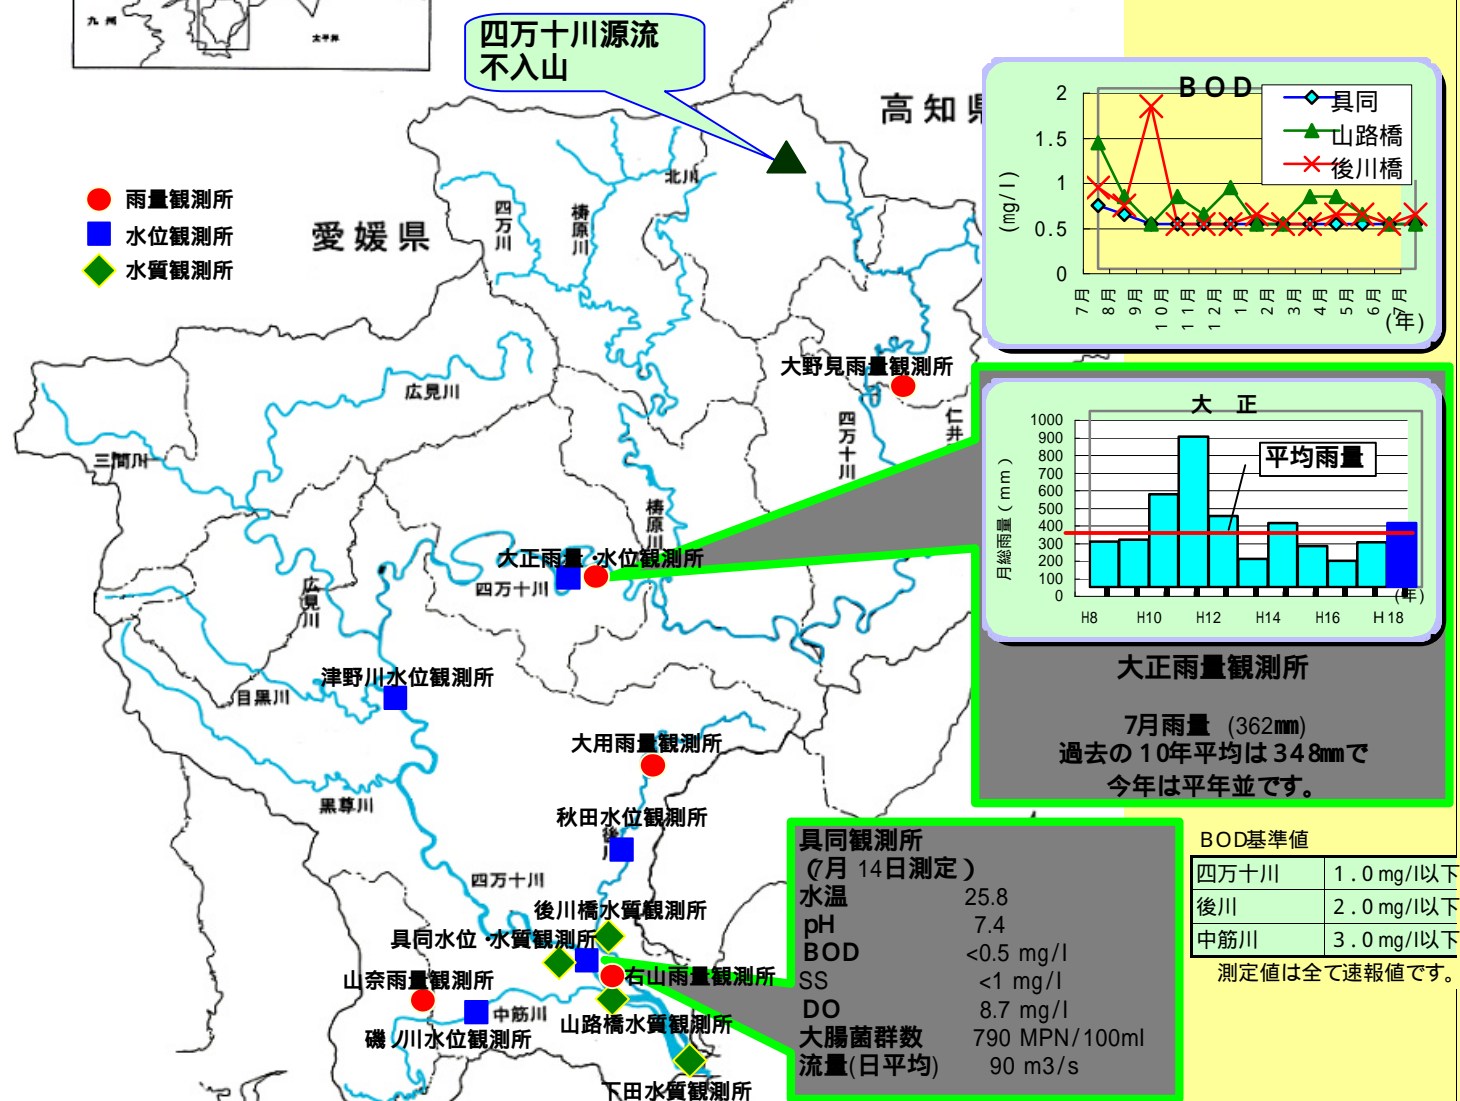 九州
太平洋
四万十川源流
不入山
高知県
愛媛県
雨量観測所
水位観測所
水質観測所
北川
四万川
梼原川
広見川
三間川
大野見雨量観測所
四万十川
仁井
梼原川
大正雨量・水位観測所
四万十川
広見川
津野川水位観測所
目黒川
大用雨量観測所
黒尊川
秋田水位観測所
後川
四万十川
後川橋水質観測所
具同水位・水質観測所
山奈雨量観測所
右山雨量観測所
中筋川
山路橋水質観測所
磯ノ川水位観測所
下田水質観測所
BOD
具同
山路橋
後川橋
(mg/l)
2
1.5
1
0.5
0
7月 8月 9月 10月 11月 12月 1月 2月 3月 4月 5月 6月 7月
(年)
大 正
平均雨量
月総雨量(mm)
1000
900
800
700
600
500
400
300
200
100
0
H8 H10 H12 H14 H16 H18
(年)
大正雨量観測所
7月雨量 (362mm)
過去の10年平均は348mmで
今年は平年並です。
具同観測所
(7月 14日測定)
水温 25.8
pH 7.4
BOD <0.5 mg/l
SS <1 mg/l
DO 8.7 mg/l
大腸菌群数 790 MPN/100ml
流量(日平均) 90 m3/s
BOD基準値
四万十川 1.0mg/l以下
後川 2.0mg/l以下
中筋川 3.0mg/l以下
測定値は全て速報値です。